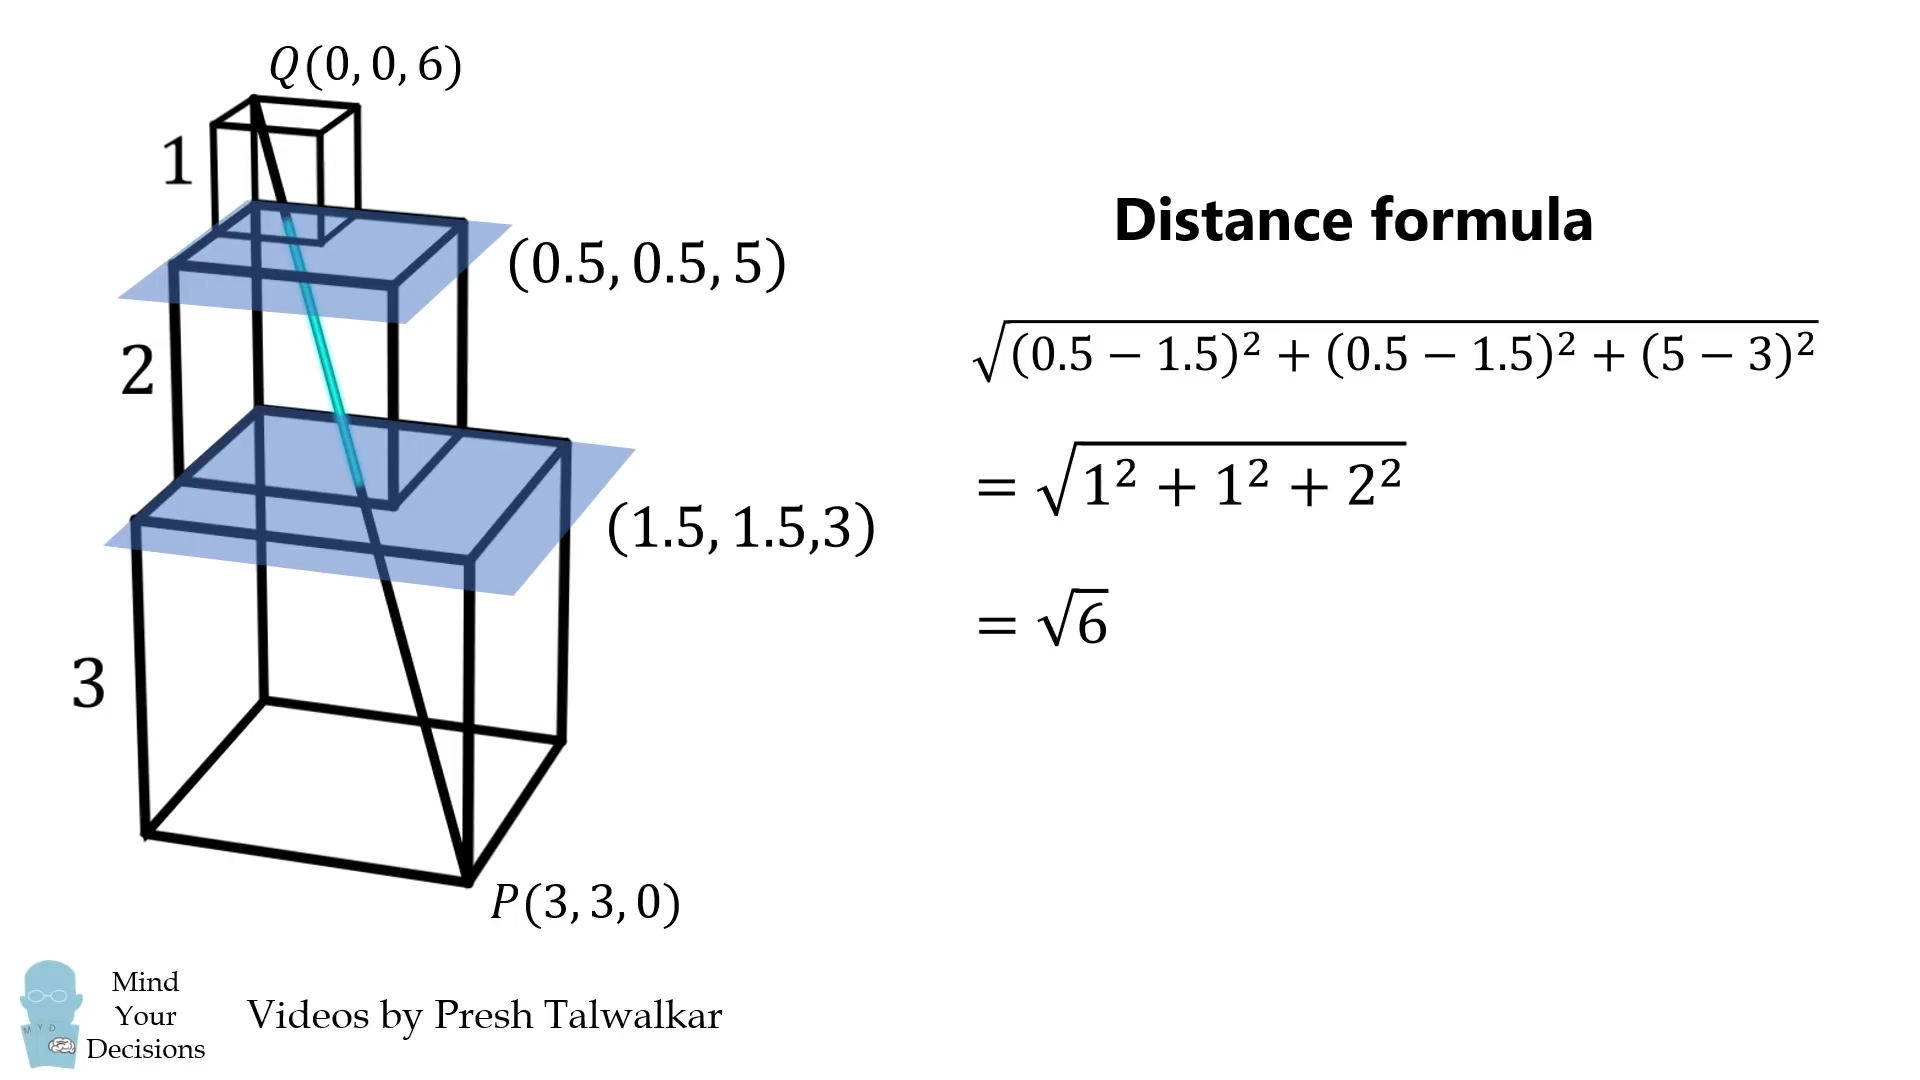 Q(0, 0, 6)
1
(0.5, 0.5, 5)
2
(1.5, 1.5,3)
3
P(3, 3, 0)
Distance formula
√((0.5 − 1.5)² + (0.5 − 1.5)² + (5 − 3)²)
= √(1² + 1² + 2²)
= √6
M Y D
Mind
Your
Decisions
Videos by Presh Talwalkar